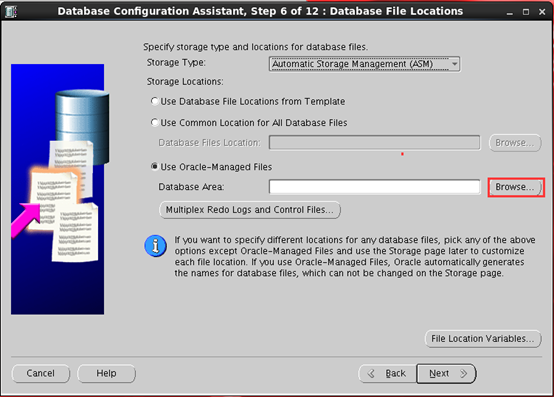 Database Configuration Assistant, Step 6 of 12 : Database File Locations
Specify storage type and locations for database files.
Storage Type: Automatic Storage Management (ASM)
Storage Locations:
Use Database File Locations from Template
Use Common Location for All Database Files
Database Files Location: Browse...
Use Oracle-Managed Files
Database Area: Browse...
Multiplex Redo Logs and Control Files...
If you want to specify different locations for any database files, pick any of the above
options except Oracle-Managed Files and use the Storage page later to customize
each file location. If you use Oracle-Managed Files, Oracle automatically generates
the names for database files, which can not be changed on the Storage page.
File Location Variables...
Cancel Help Back Next